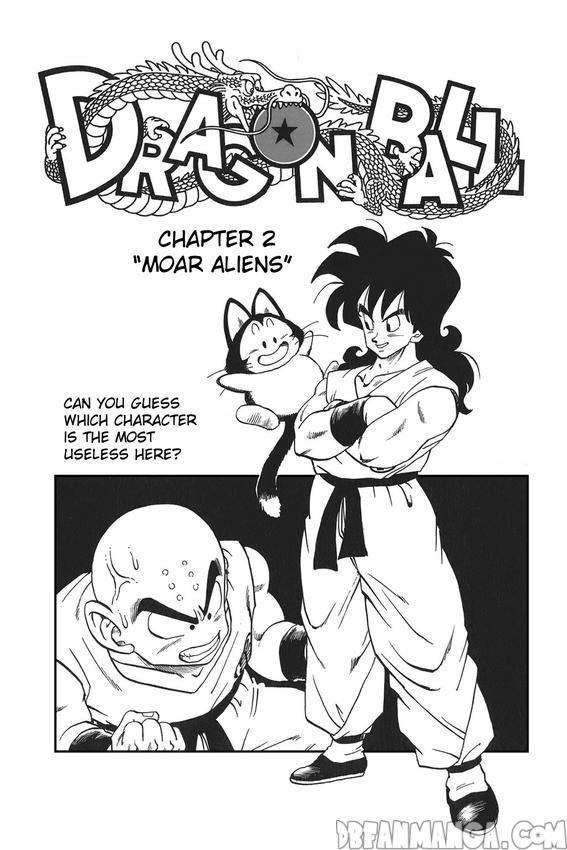 DRAGON BALL
CHAPTER 2
"MOAR ALIENS"
CAN YOU GUESS
WHICH CHARACTER
IS THE MOST
USELESS HERE?
DBFANMANGA.COM